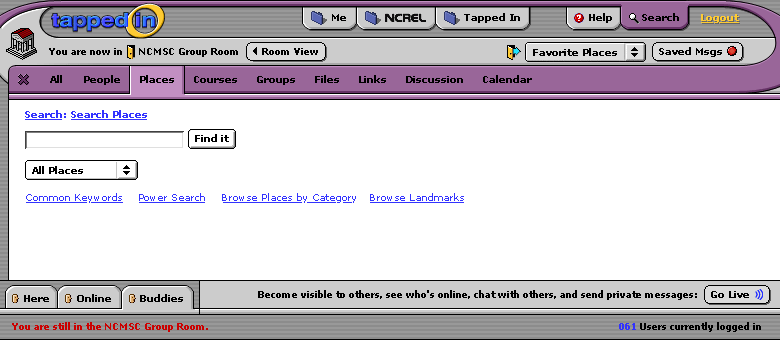 tapped in
Me
NCREL
Tapped In
Help
Search
Logout
You are now in NCMSC Group Room
Room View
Favorite Places
Saved Msgs
All People Places Courses Groups Files Links Discussion Calendar
Search: Search Places
Find it
All Places
Common Keywords Power Search Browse Places by Category Browse Landmarks
Here Online Buddies
Become visible to others, see who's online, chat with others, and send private messages: Go Live
You are still in the NCMSC Group Room.
061 Users currently logged in